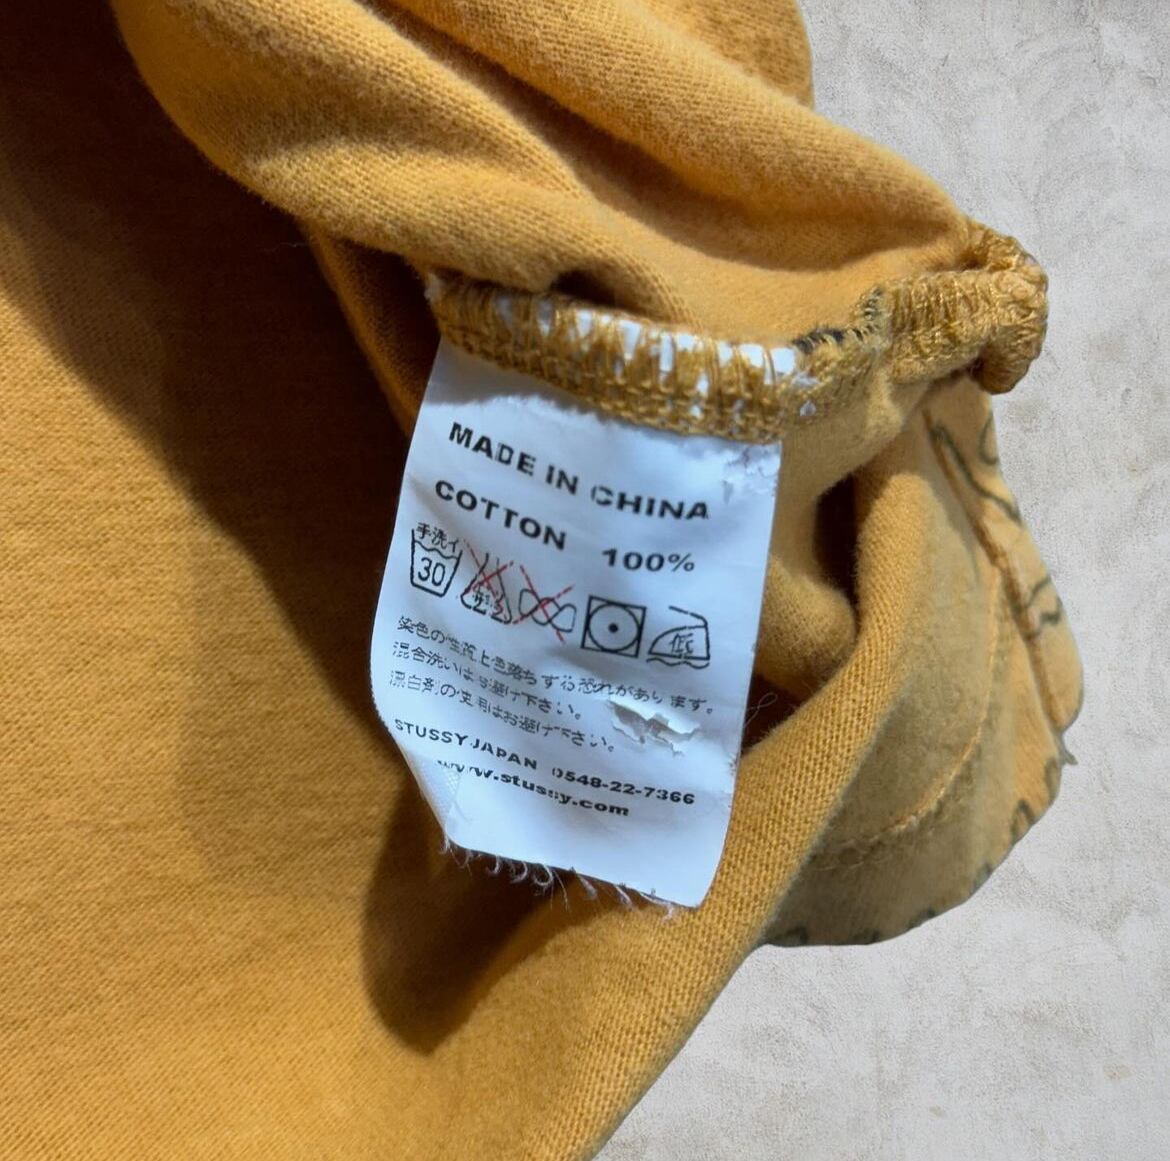 MADE IN CHINA
COTTON 100%
手洗イ
30
低
染色の性質上色落ちする恐れがあります。
混合洗いはお避け下さい。
漂白剤の使用はお避け下さい。
STUSSY JAPAN 0548-22-7366
www.stussy.com